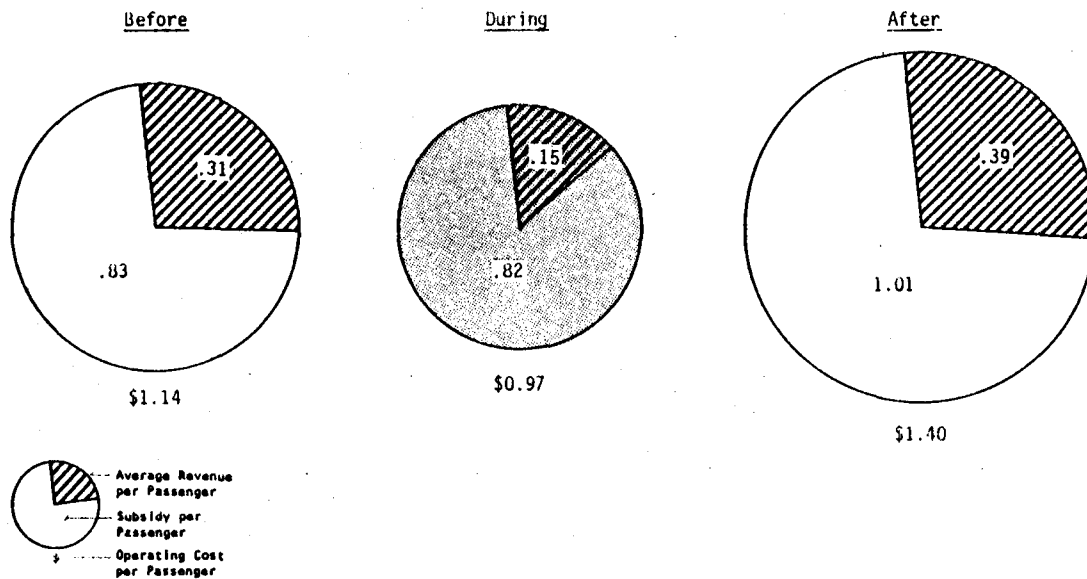 Before During After
.31 .15 .39
.83 .82 1.01
$1.14 $0.97 $1.40
Average Revenue
per Passenger
Subsidy per
Passenger
$ Operating Cost
per Passenger